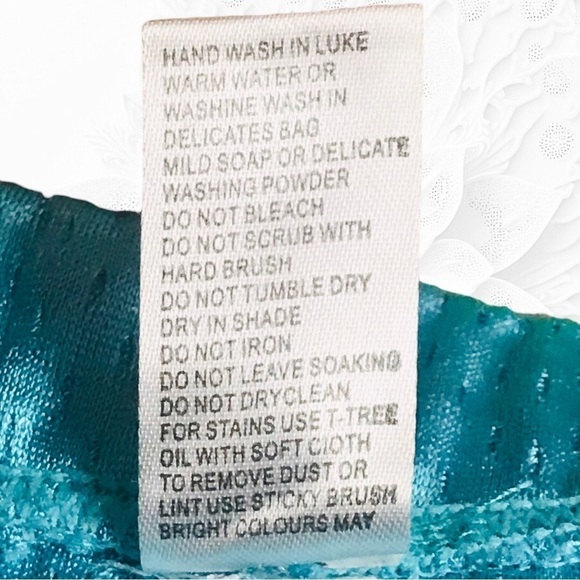 HAND WASH IN LUKE
WARM WATER OR
WASHINE WASH IN
DELICATES BAG
MILD SOAP OR DELICATE
WASHING POWDER
DO NOT BLEACH
DO NOT SCRUB WITH
HARD BRUSH
DO NOT TUMBLE DRY
DRY IN SHADE
DO NOT IRON
DO NOT LEAVE SOAKING
DO NOT DRYCLEAN
FOR STAINS USE T-TREE
OIL WITH SOFT CLOTH
TO REMOVE DUST OR
LINT USE STICKY BRUSH
BRIGHT COLOURS MAY